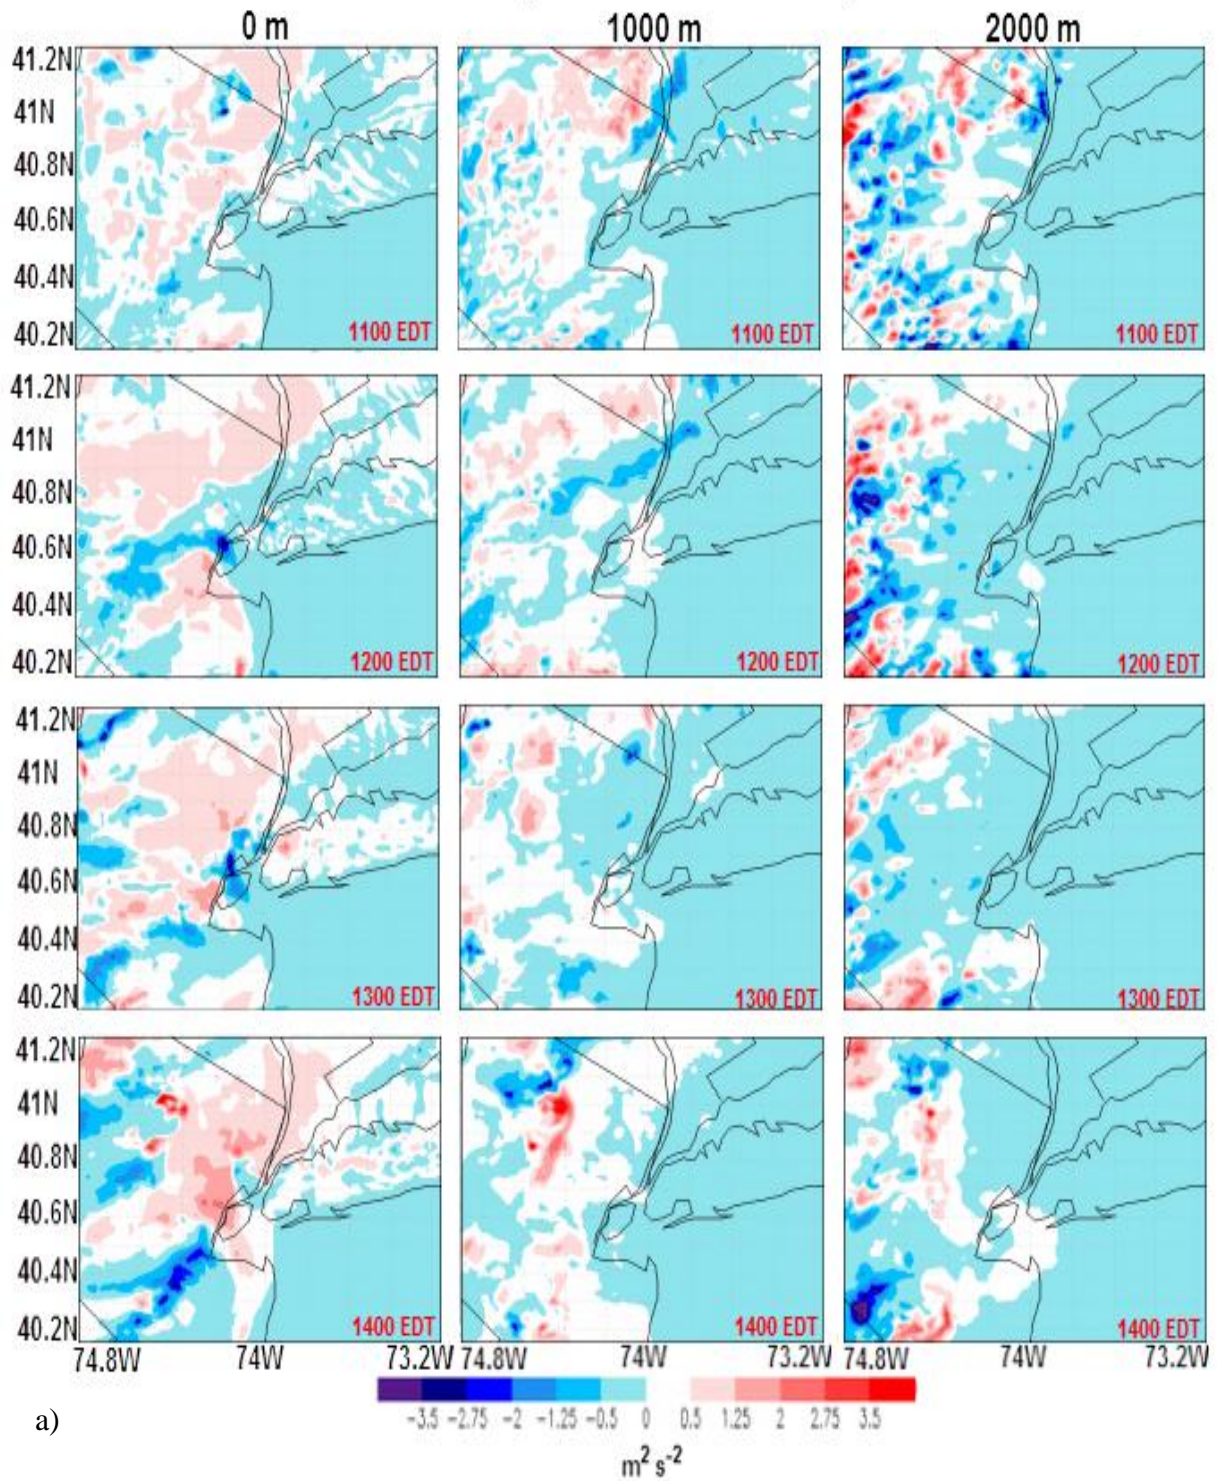 0 m 1000 m 2000 m
41.2N
41N
40.8N
40.6N
40.4N
40.2N
1100 EDT 1100 EDT 1100 EDT
41.2N
41N
40.8N
40.6N
40.4N
40.2N
1200 EDT 1200 EDT 1200 EDT
41.2N
41N
40.8N
40.6N
40.4N
40.2N
1300 EDT 1300 EDT 1300 EDT
41.2N
41N
40.8N
40.6N
40.4N
40.2N
1400 EDT 1400 EDT 1400 EDT
74.8W 74W 73.2W 74.8W 74W 73.2W 74.8W 74W 73.2W
-3.5 -2.75 -2 -1.25 -0.5 0 0.5 1.25 2 2.75 3.5
a)
m² s⁻²